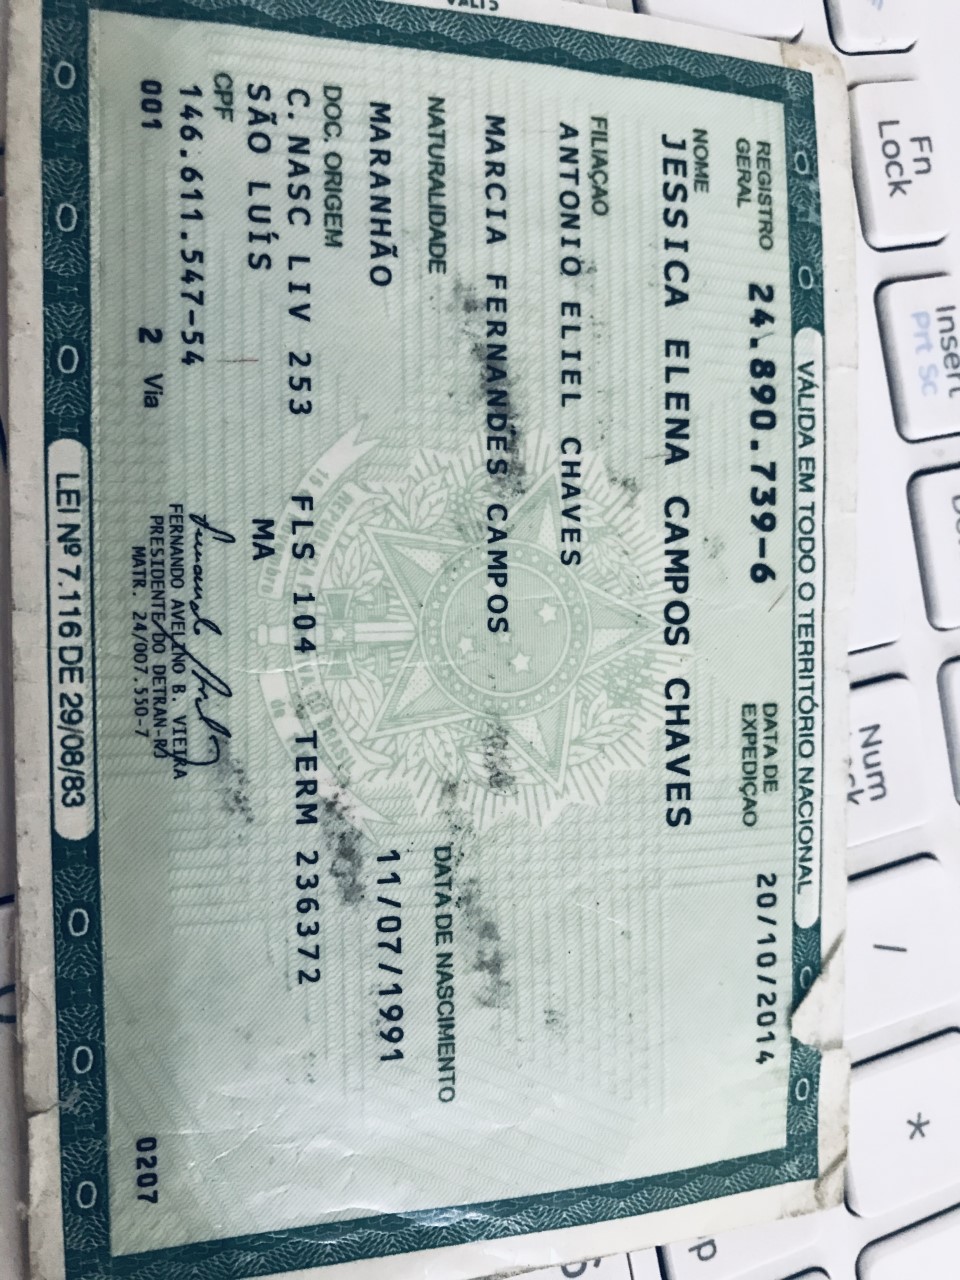 VÁLIDA EM TODO O TERRITÓRIO NACIONAL
REGISTRO GERAL 24.890.739-6 DATA DE EXPEDIÇÃO 20/10/2014
NOME
JESSICA ELENA CAMPOS CHAVES
FILIAÇÃO
ANTONIO ELIEL CHAVES
MARCIA FERNANDES CAMPOS
NATURALIDADE DATA DE NASCIMENTO
MARANHÃO 11/07/1991
DOC. ORIGEM
C.NASC LIV 253 FLS 104 TERM 236372
SÃO LUÍS MA
CPF
146.611.547-54
001 2 Via
FERNANDO AVELINO B. VIEIRA
PRESIDENTE DO DETRAN-RJ
MATR. 24/007.550-7
0207
LEI Nº 7.116 DE 29/08/83
Fn
Lock
Insert
Prt Sc
Num
/
*